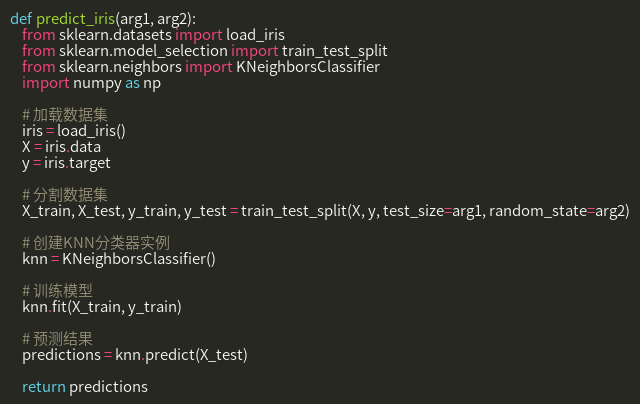 def predict_iris(arg1, arg2):
from sklearn.datasets import load_iris
from sklearn.model_selection import train_test_split
from sklearn.neighbors import KNeighborsClassifier
import numpy as np
# 加载数据集
iris = load_iris()
X = iris.data
y = iris.target
# 分割数据集
X_train, X_test, y_train, y_test = train_test_split(X, y, test_size=arg1, random_state=arg2)
# 创建KNN分类器实例
knn = KNeighborsClassifier()
# 训练模型
knn.fit(X_train, y_train)
# 预测结果
predictions = knn.predict(X_test)
return predictions